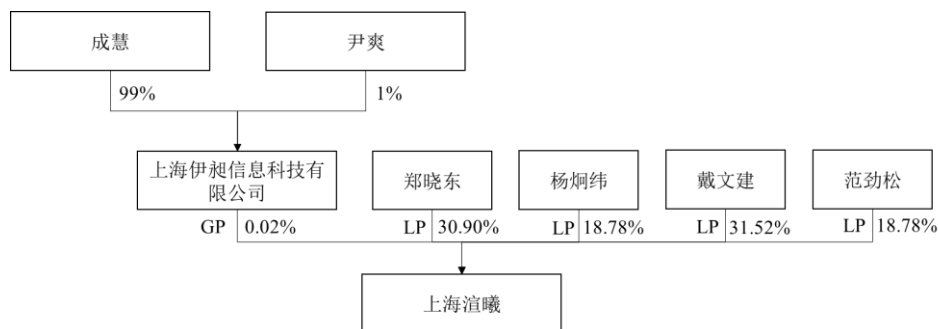 成慧
尹爽
99%
1%
上海伊昶信息科技有
限公司
郑晓东
杨炯纬
戴文建
范劲松
GP 0.02%
LP 30.90%
LP 18.78%
LP 31.52%
LP 18.78%
上海渲曦